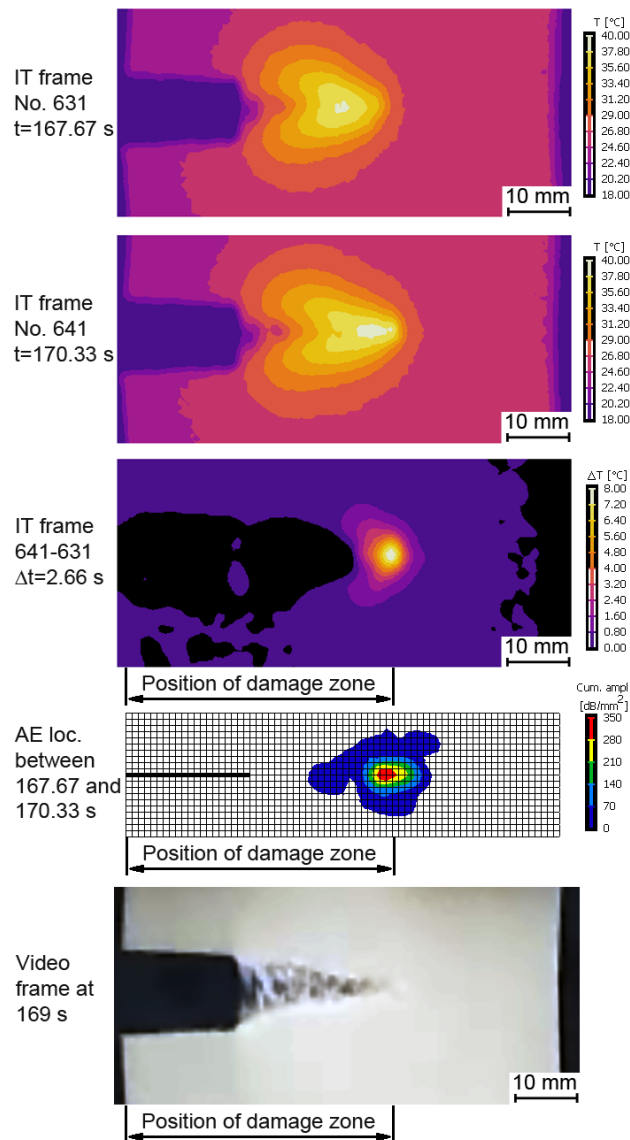 IT frame
No. 631
t=167.67 s
T [°C]
40.00
37.60
35.60
33.40
31.20
29.00
26.80
24.60
22.40
20.20
18.00
10 mm
IT frame
No. 641
t=170.33 s
T [°C]
40.00
37.60
35.60
33.40
31.20
29.00
26.80
24.60
22.40
20.20
18.00
10 mm
IT frame
641-631
Δt=2.66 s
ΔT [°C]
8.00
7.20
6.40
5.60
4.80
4.00
3.20
2.40
1.60
0.80
0.00
10 mm
Position of damage zone
AE loc.
between
167.67 and
170.33 s
Cum. ampl
[dB/mm²]
350
280
210
140
70
0
Position of damage zone
Video
frame at
169 s
10 mm
Position of damage zone